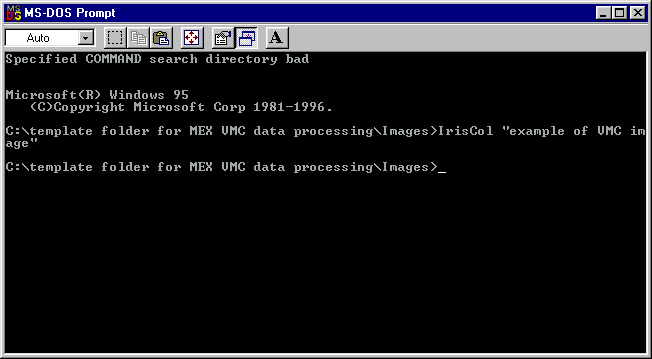 MS-DOS Prompt
Auto
A
Specified COMMAND search directory bad
Microsoft(R) Windows 95
(C)Copyright Microsoft Corp 1981-1996.
C:\template folder for MEX VMC data processing\Images>IrisCol "example of VMC im
age"
C:\template folder for MEX VMC data processing\Images>_